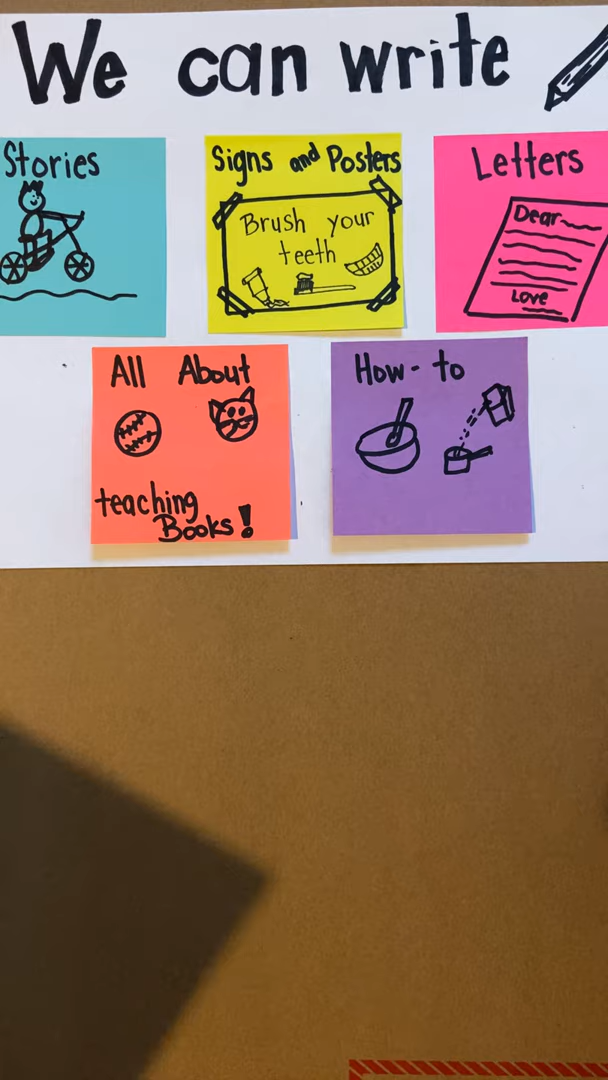 We can write
Stories
Signs and Posters
Brush your
teeth
Letters
Dear
Love
All About
teaching
Books!
How-to